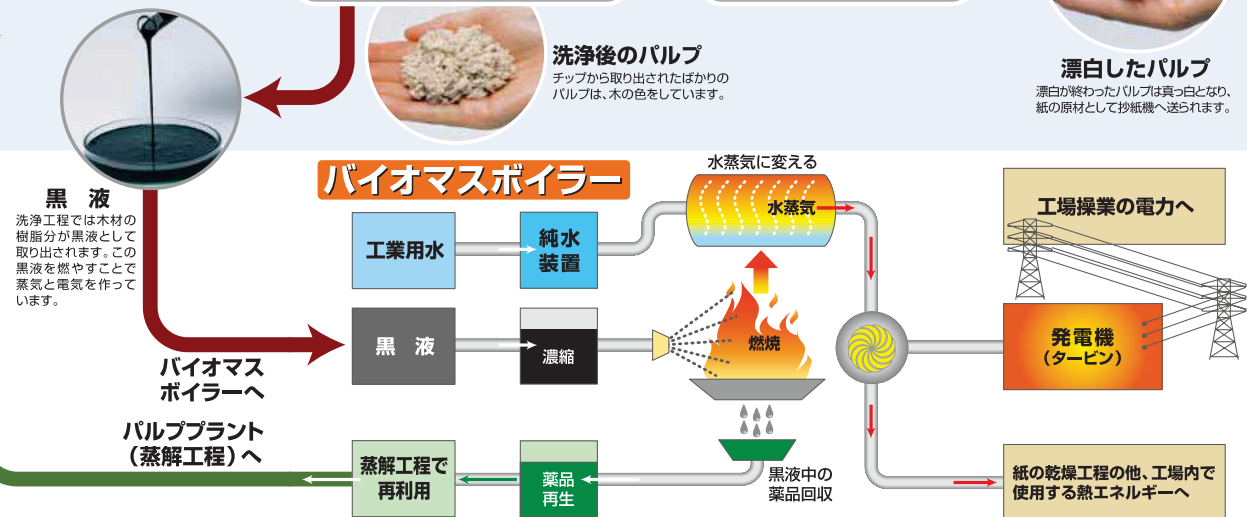 洗浄後のパルプ
チップから取り出されたばかりの
パルプは、木の色をしています。
漂白したパルプ
漂白が終わったパルプは真っ白となり、
紙の原材として抄紙機へ送られます。
黒 液
洗浄工程では木材の
樹脂分が黒液として
取り出されます。この
黒液を燃やすことで
蒸気と電気を作って
います。
バイオマスボイラー
水蒸気に変える
水蒸気
工業用水
純水
装置
工場操業の電力へ
黒 液
濃縮
燃焼
発電機
（タービン）
バイオマス
ボイラーへ
パルププラント
（蒸解工程）へ
蒸解工程で
再利用
薬品
再生
黒液中の
薬品回収
紙の乾燥工程の他、工場内で
使用する熱エネルギーへ